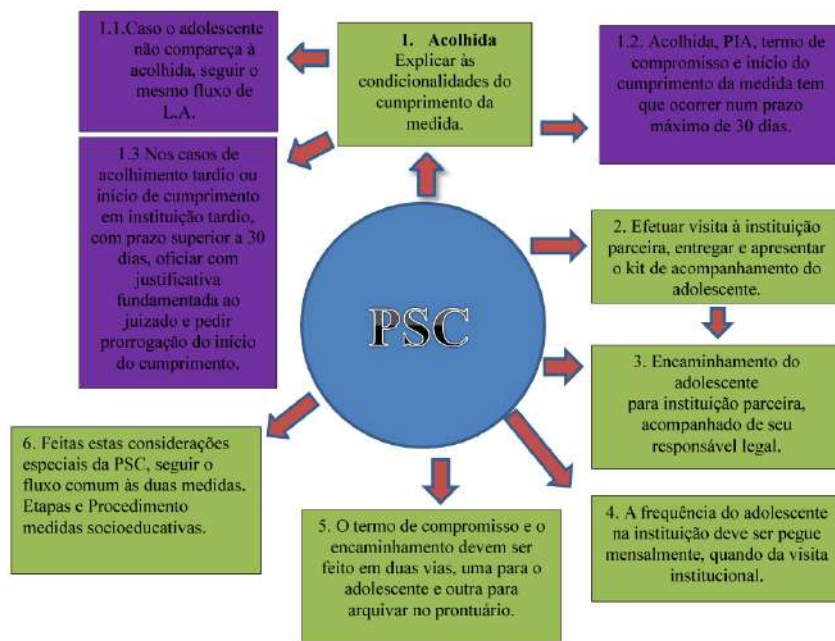 1.1.Caso o adolescente
não compareça à
acolhida, seguir o
mesmo fluxo de
L.A.
1. Acolhida
Explicar às
condicionalidades do
cumprimento da
medida.
1.2. Acolhida, PIA, termo de
compromisso e início do
cumprimento da medida tem
que ocorrer num prazo
máximo de 30 dias.
1.3 Nos casos de
acolhimento tardio ou
início de cumprimento
em instituição tardio,
com prazo superior a 30
dias, oficiar com
justificativa
fundamentada ao
juizado e pedir
prorrogação do início
do cumprimento.
2. Efetuar visita à instituição
parceira, entregar e apresentar
o kit de acompanhamento do
adolescente.
PSC
3. Encaminhamento do
adolescente
para instituição parceira,
acompanhado de seu
responsável legal.
6. Feitas estas considerações
especiais da PSC, seguir o
fluxo comum às duas medidas.
Etapas e Procedimento
medidas socioeducativas.
5. O termo de compromisso e o
encaminhamento devem ser
feito em duas vias, uma para o
adolescente e outra para
arquivar no prontuário.
4. A frequência do adolescente
na instituição deve ser pegue
mensalmente, quando da visita
institucional.